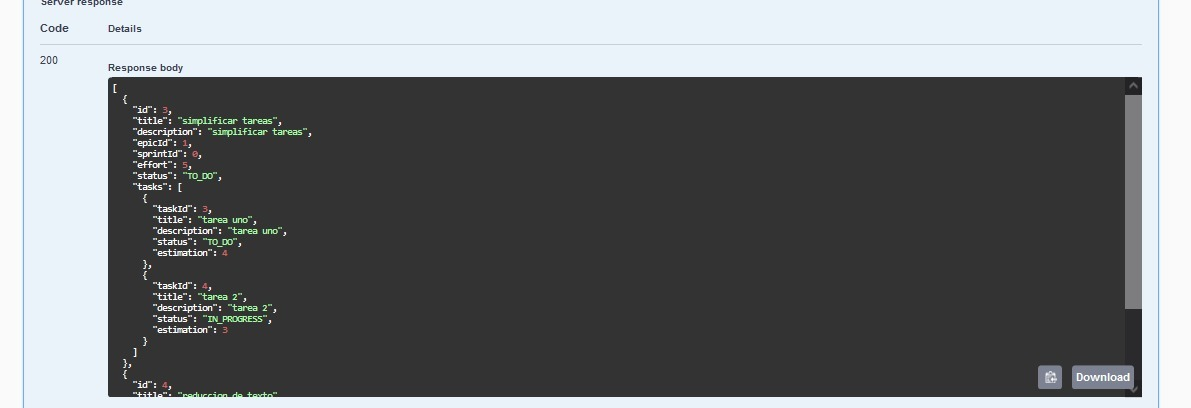 Server response
Code Details
200
Response body
[
{
"id": 3,
"title": "simplificar tareas",
"description": "simplificar tareas",
"epicId": 1,
"sprintId": 0,
"effort": 5,
"status": "TO_DO",
"tasks": [
{
"taskId": 3,
"title": "tarea uno",
"description": "tarea uno",
"status": "TO_DO",
"estimation": 4
},
{
"taskId": 4,
"title": "tarea 2",
"description": "tarea 2",
"status": "IN_PROGRESS",
"estimation": 3
}
]
},
{
"id": 4,
"title": "reduccion de texto"
Download